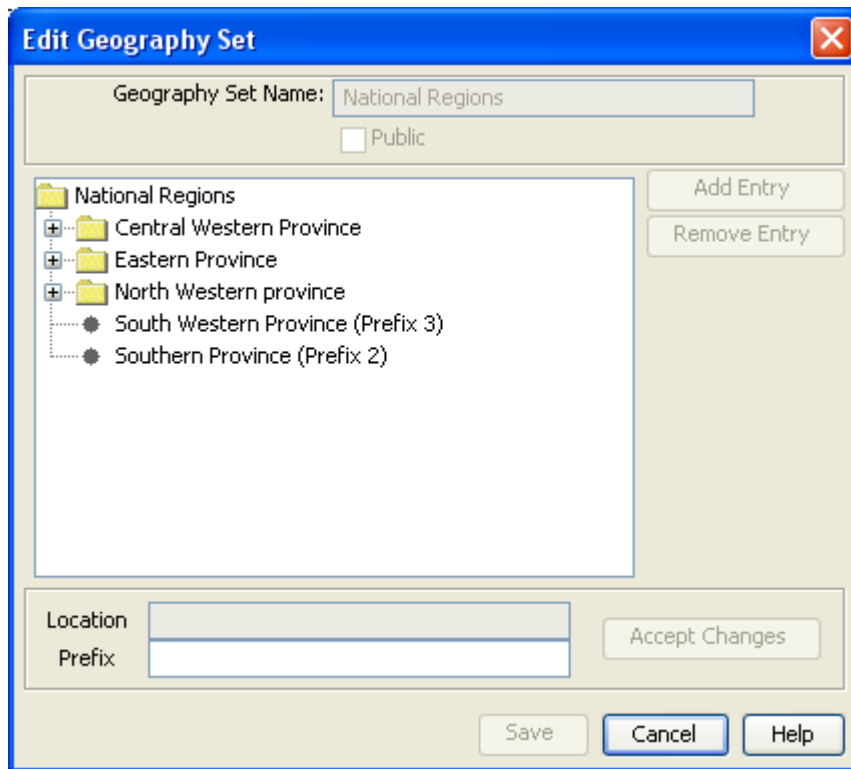 Edit Geography Set
Geography Set Name: National Regions
Public
National Regions
Add Entry
Central Western Province
Remove Entry
Eastern Province
North Western province
South Western Province (Prefix 3)
Southern Province (Prefix 2)
Location
Accept Changes
Prefix
Save Cancel Help